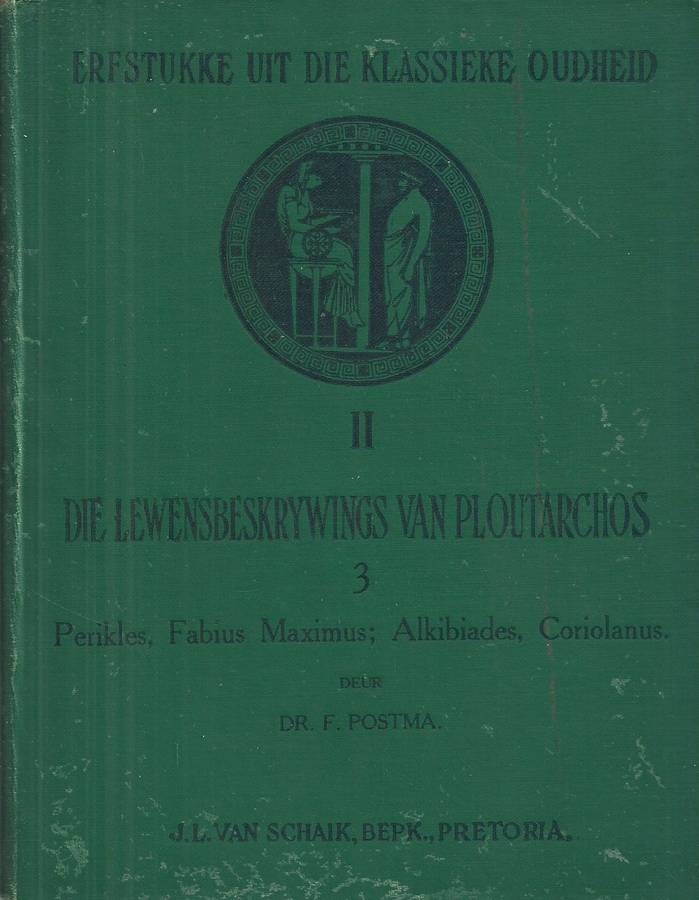 ERFSTUKKE UIT DIE KLASSIEKE OUDHEID
II
DIE LEWENSBESKRYWINGS VAN PLOUTARCHOS
3
Perikles, Fabius Maximus; Alkibiades, Coriolanus.
DEUR
DR. F. POSTMA.
J.L. VAN SCHAIK, BEPK., PRETORIA.